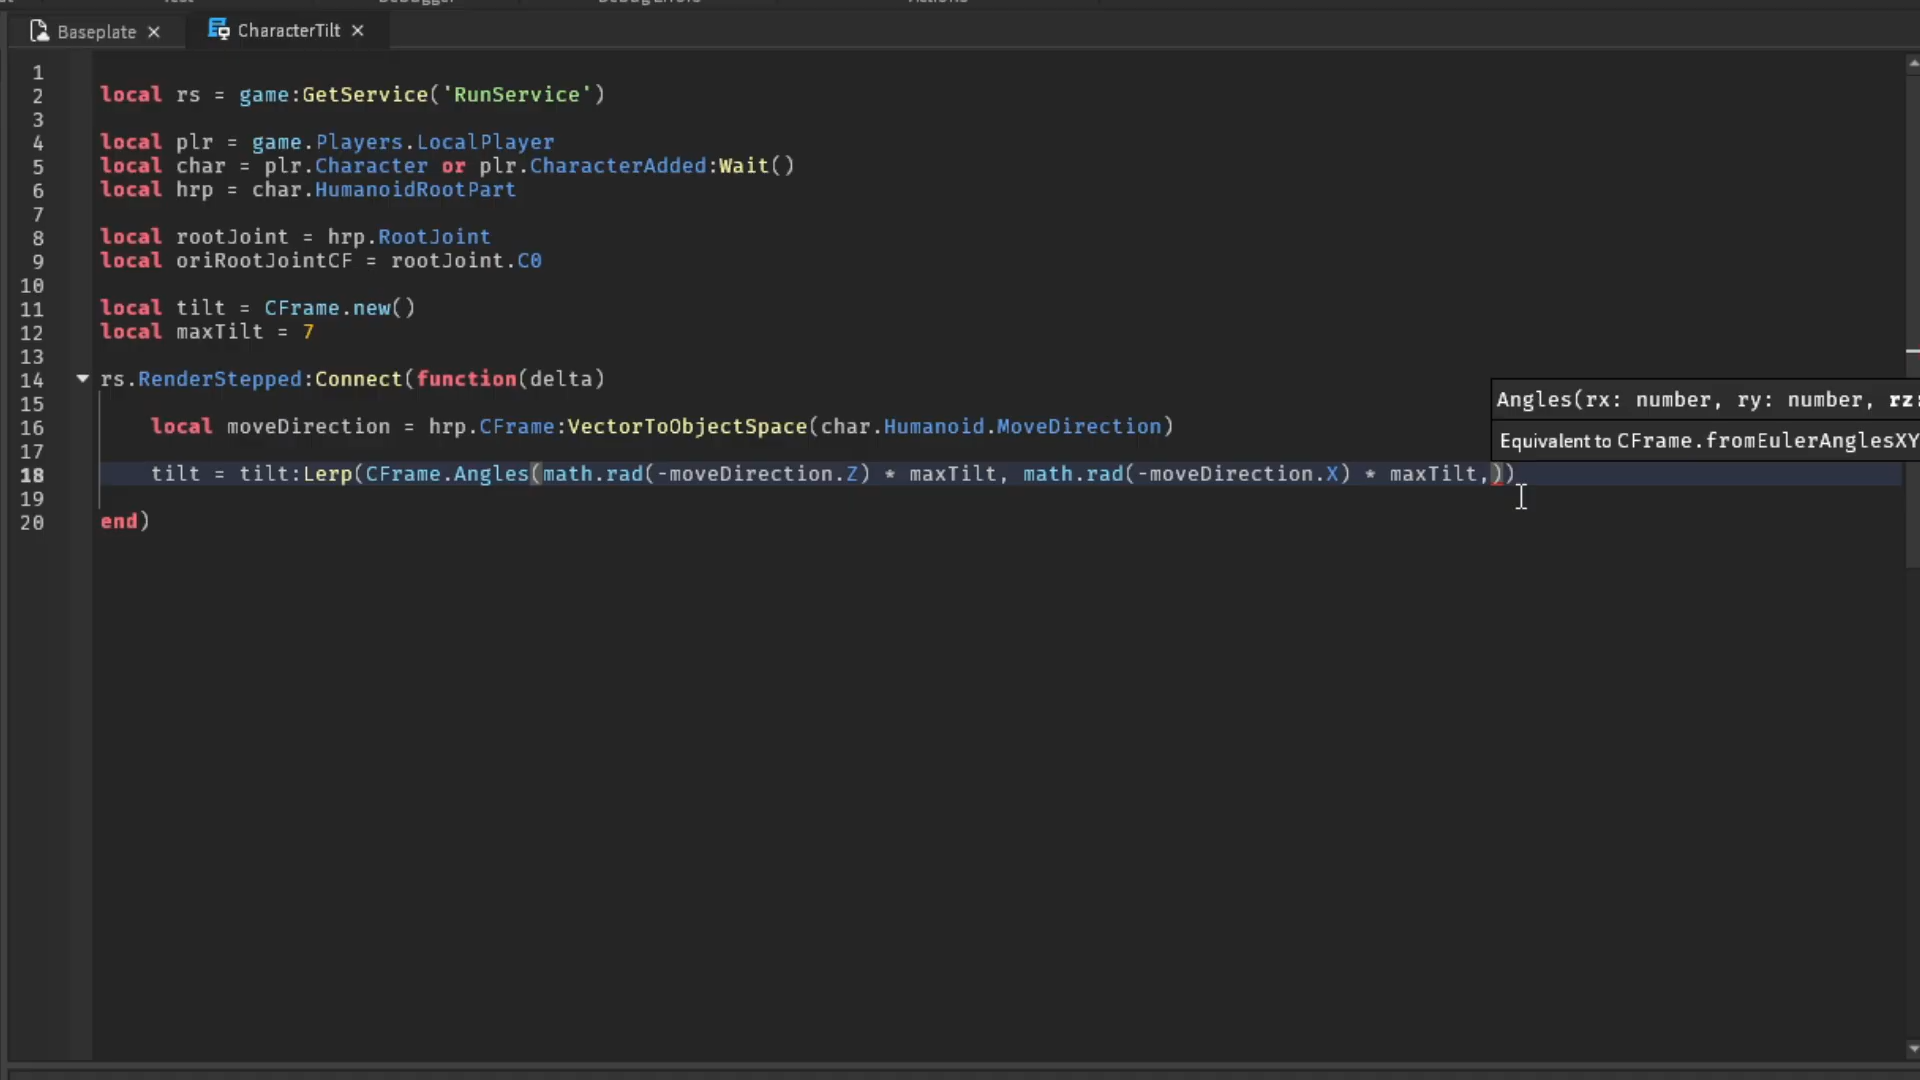 Baseplate
CharacterTilt
1
2 local rs = game:GetService('RunService')
3
4 local plr = game.Players.LocalPlayer
5 local char = plr.Character or plr.CharacterAdded:Wait()
6 local hrp = char.HumanoidRootPart
7
8 local rootJoint = hrp.RootJoint
9 local oriRootJointCF = rootJoint.C0
10
11 local tilt = CFrame.new()
12 local maxTilt = 7
13
14 rs.RenderStepped:Connect(function(delta)
Angles(rx: number, ry: number, rz:
15
16 local moveDirection = hrp.CFrame:VectorToObjectSpace(char.Humanoid.MoveDirection)
Equivalent to CFrame.fromEulerAnglesXY
17
18 tilt = tilt:Lerp(CFrame.Angles(math.rad(-moveDirection.Z) * maxTilt, math.rad(-moveDirection.X) * maxTilt,))
19
20 end)